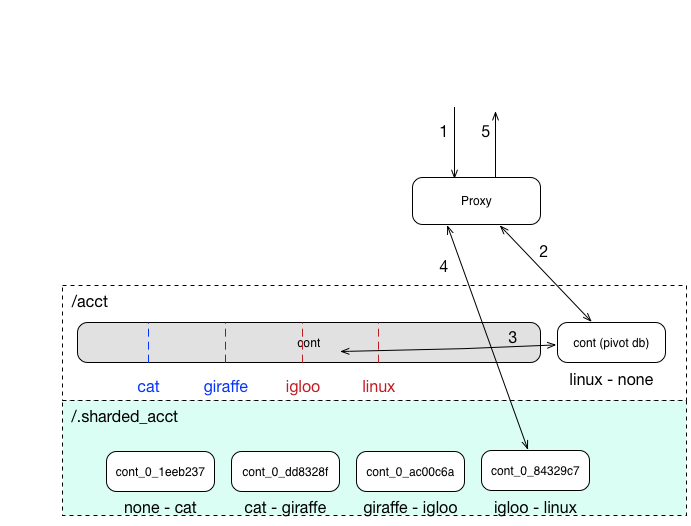 1
5
Proxy
2
4
/acct
cont
3
cont (pivot db)
linux - none
cat
giraffe
igloo
linux
/.sharded_acct
cont_0_1eeb237
cont_0_dd8328f
cont_0_ac00c6a
cont_0_84329c7
none - cat
cat - giraffe
giraffe - igloo
igloo - linux